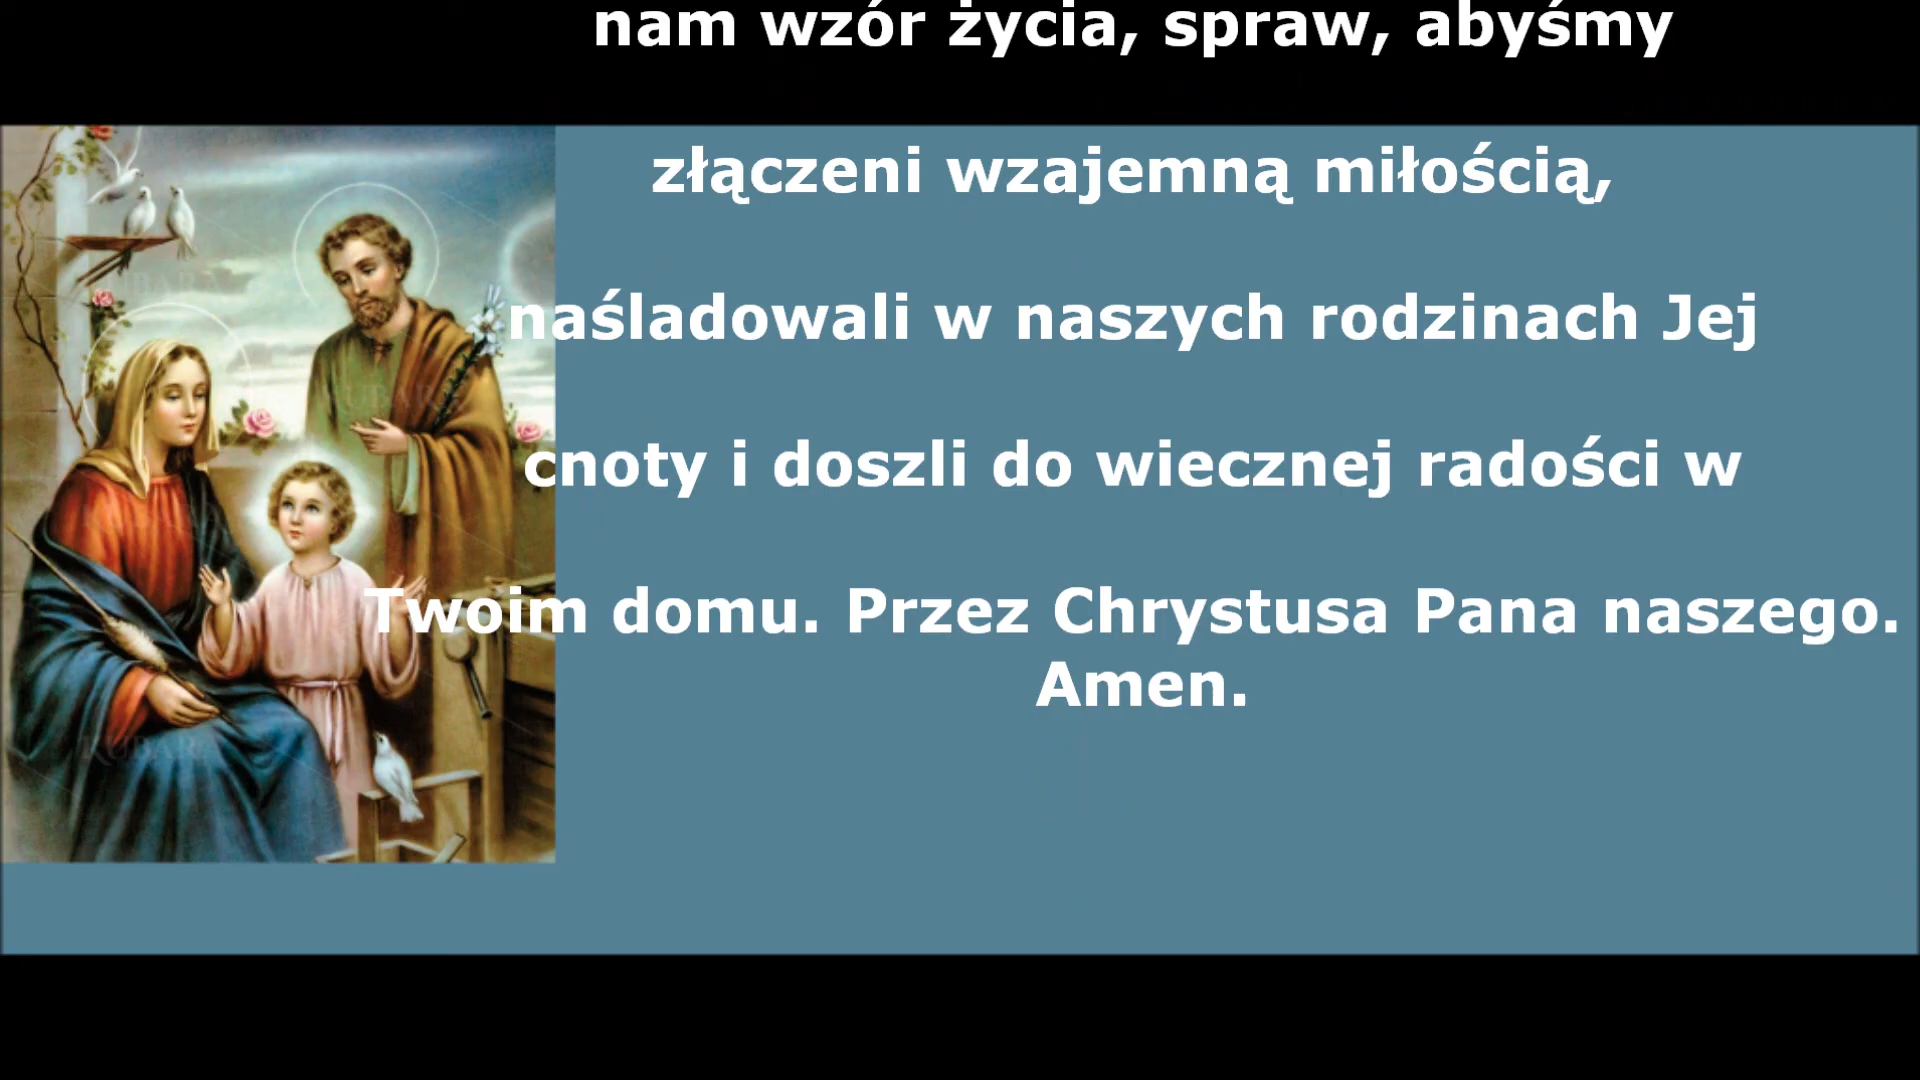 nam wzór życia, spraw, abyśmy
złączeni wzajemną miłością,
naśladowali w naszych rodzinach Jej
cnoty i doszli do wiecznej radości w
Twoim domu. Przez Chrystusa Pana naszego.
Amen.